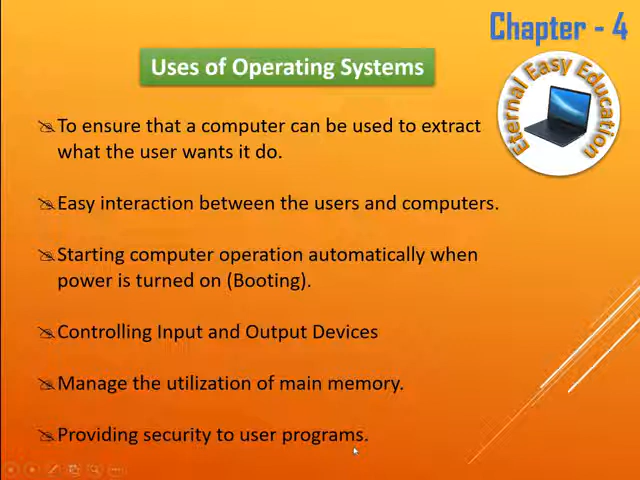 Chapter - 4
Uses of Operating Systems
Eternal Easy Education
To ensure that a computer can be used to extract
what the user wants it do.
Easy interaction between the users and computers.
Starting computer operation automatically when
power is turned on (Booting).
Controlling Input and Output Devices
Manage the utilization of main memory.
Providing security to user programs.